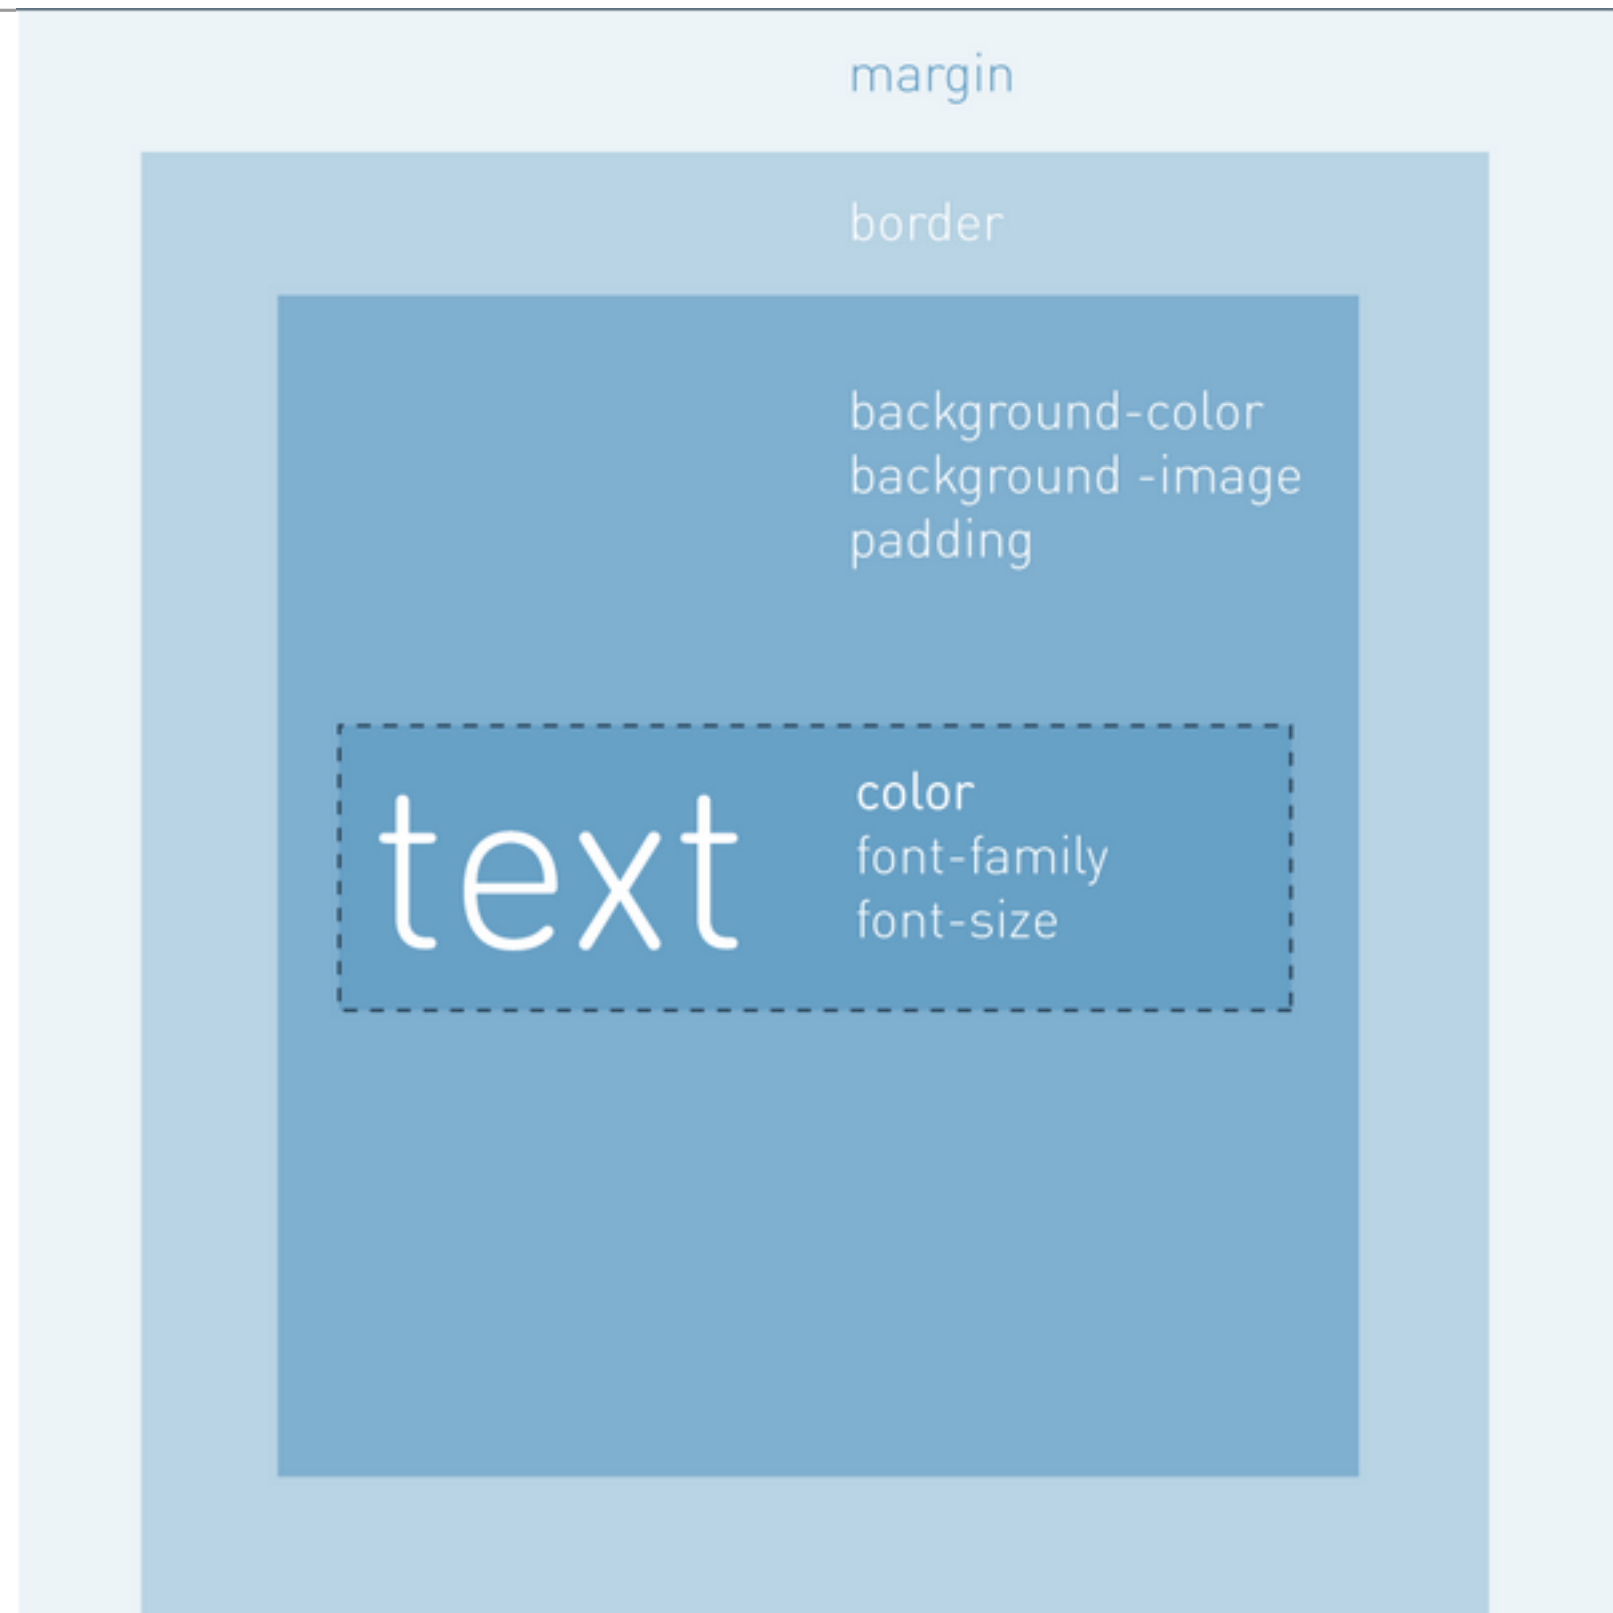 margin
border
background-color
background -image
padding
text
color
font-family
font-size